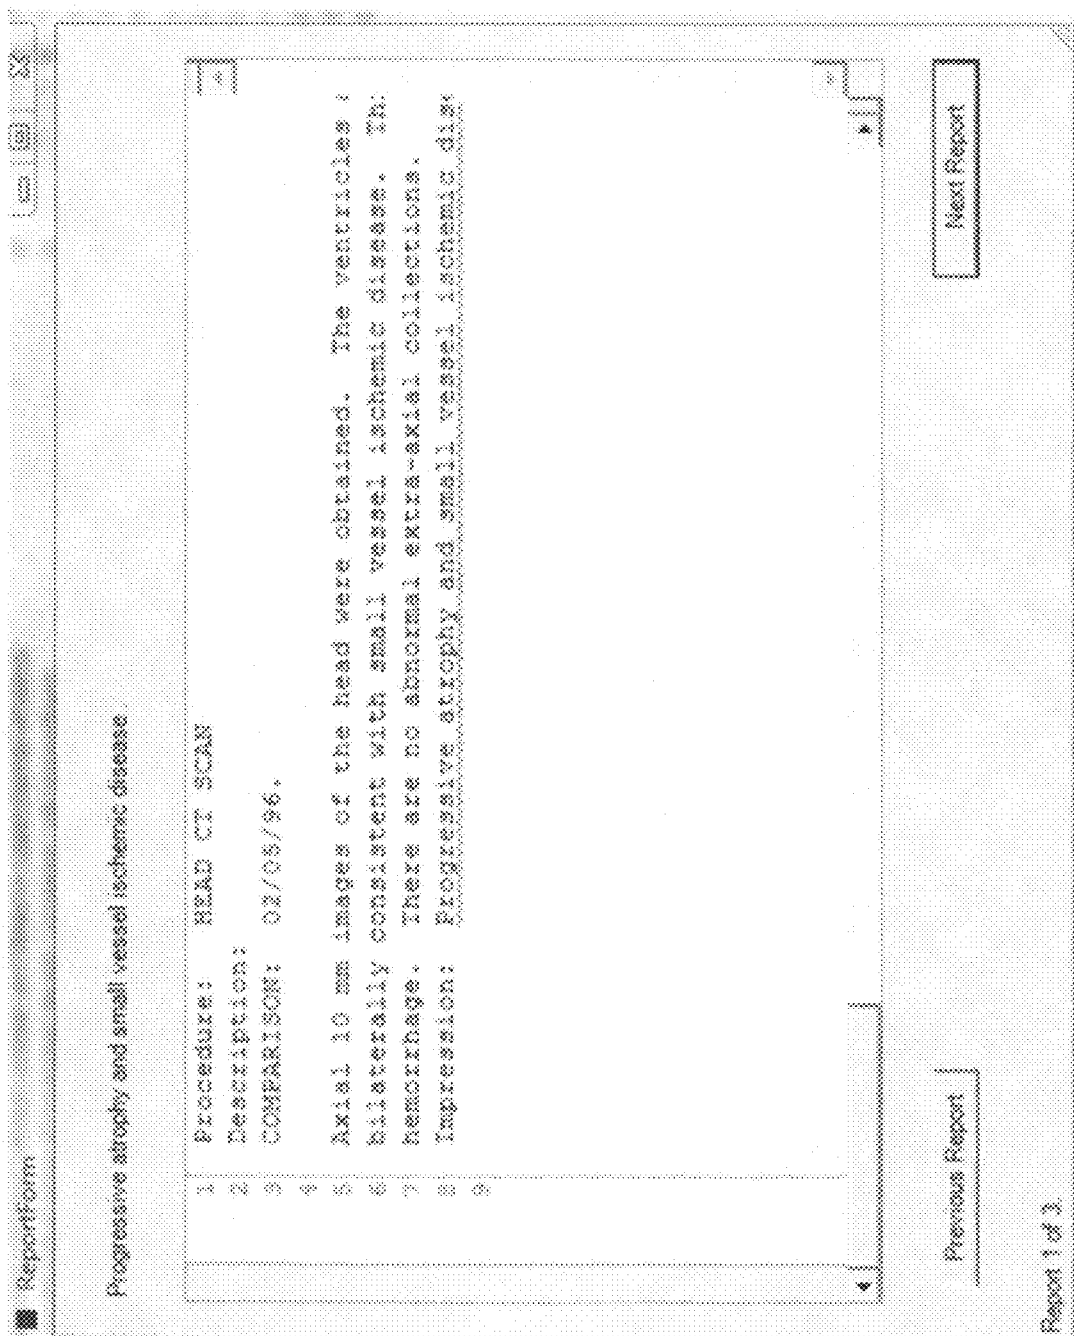 ReportForm
Progressive atrophy and small vessel ischemic disease.
1 Procedure: HEAD CT SCAN
2 Description:
3 COMPARISON: 02/05/96.
4
5 Axial 10 mm images of the head were obtained. The ventricles
6 bilaterally consistent with small vessel ischemic disease. Th
7 hemorrhage. There are no abnormal extra-axial collections.
8 Impression: Progressive atrophy and small vessel ischemic dise
9
Previous Report
Next Report
Report 1 of 3.